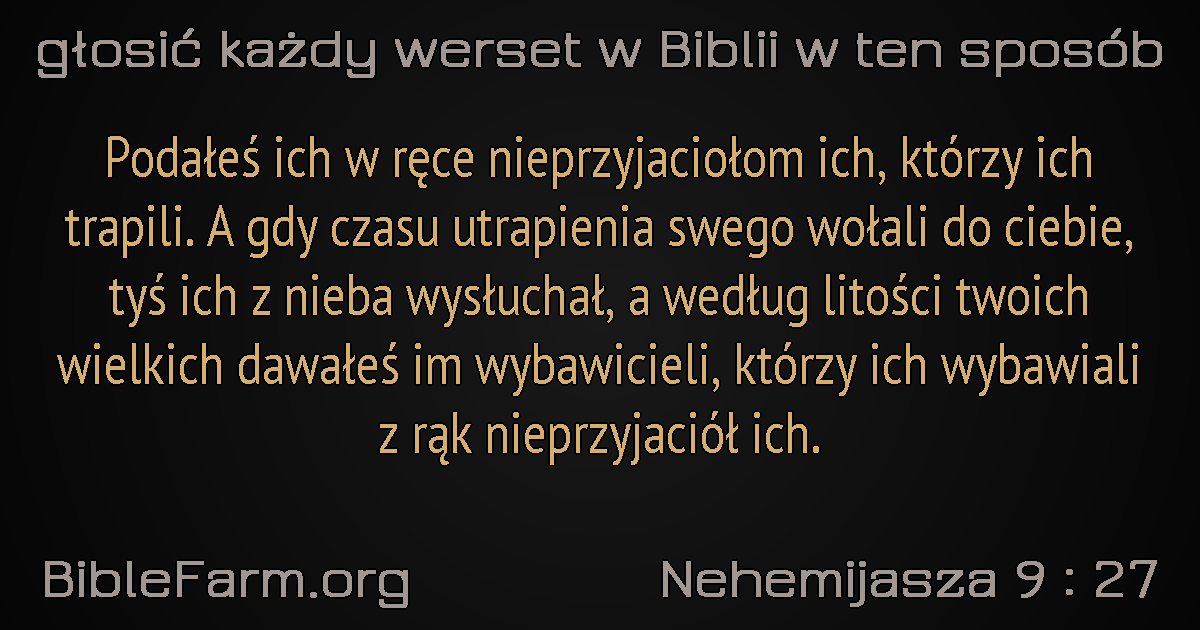 głosić każdy werset w Biblii w ten sposób
Podałeś ich w ręce nieprzyjaciołom ich, którzy ich
trapili. A gdy czasu utrapienia swego wołali do ciebie,
tyś ich z nieba wysłuchał, a według litości twoich
wielkich dawałeś im wybawicieli, którzy ich wybawiali
z rąk nieprzyjaciół ich.
BibleFarm.org
Nehemijasza 9 : 27